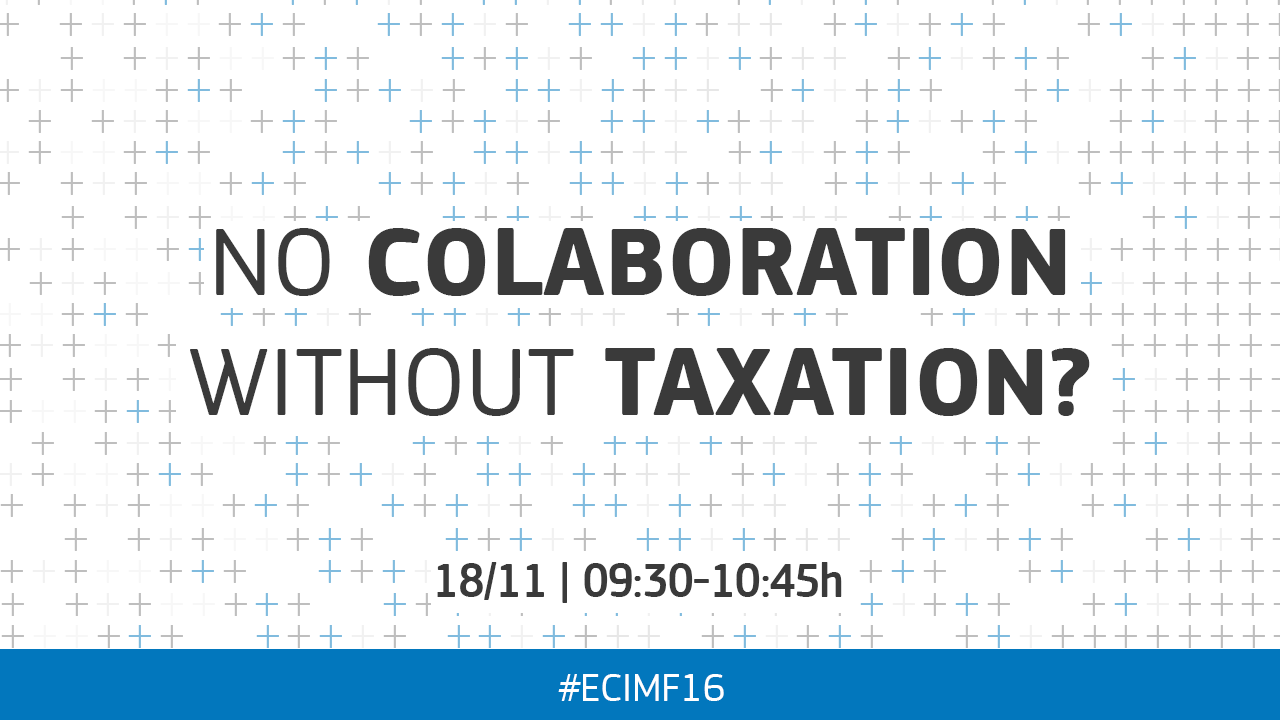 NO COLABORATION
WITHOUT TAXATION?
18/11 | 09:30-10:45h
#ECIMF16